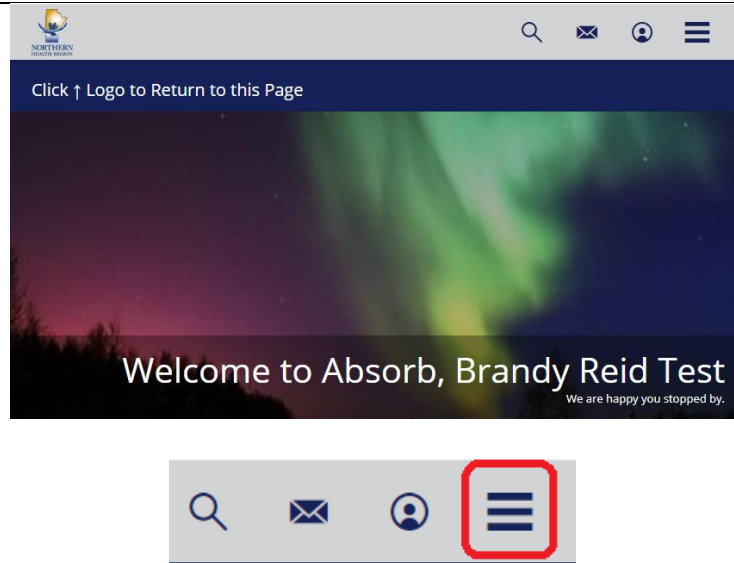 NORTHERN
HEALTH REGION
Click ↑ Logo to Return to this Page
Welcome to Absorb, Brandy Reid Test
We are happy you stopped by.